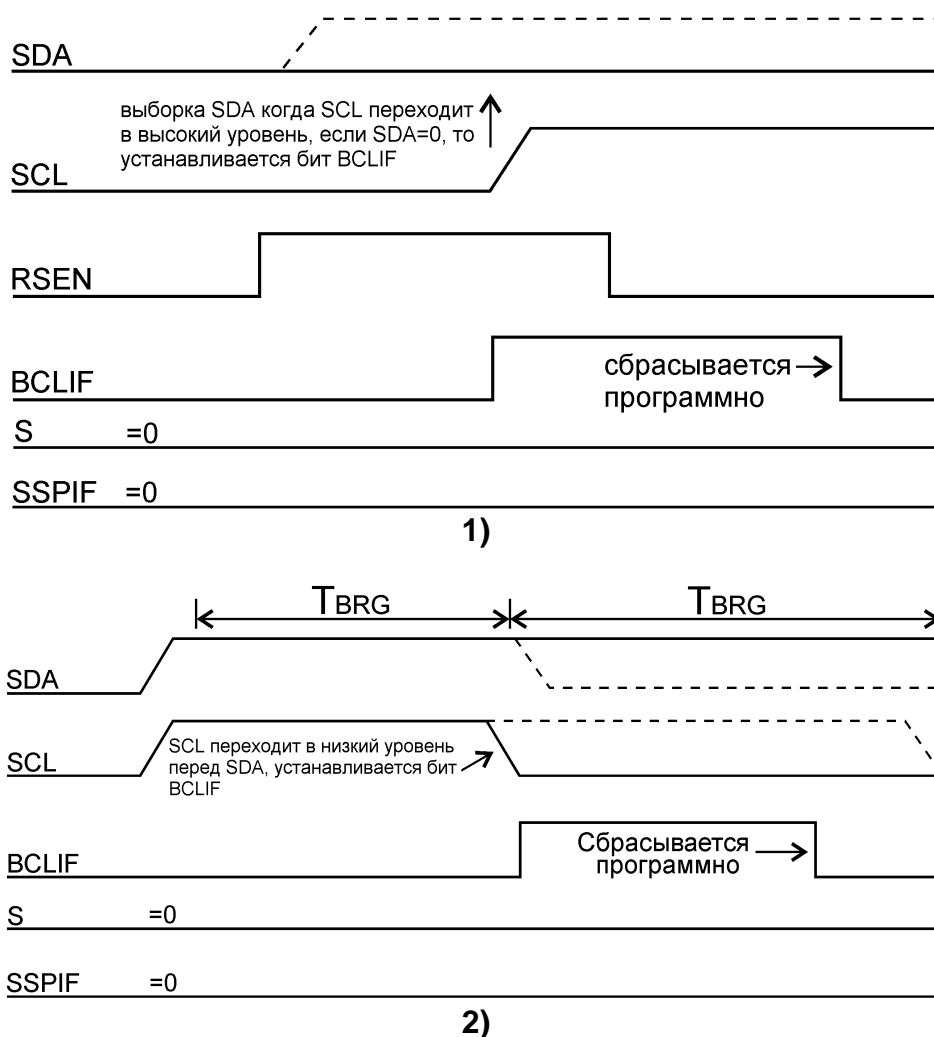 SDA
выборка SDA когда SCL переходит
в высокий уровень, если SDA=0, то
устанавливается бит BCLIF
SCL
RSEN
BCLIF
сбрасывается
программно
S =0
SSPIF =0
1)
TBRG TBRG
SDA
SCL
SCL переходит в низкий уровень
перед SDA, устанавливается бит
BCLIF
BCLIF
Сбрасывается
программно
S =0
SSPIF =0
2)